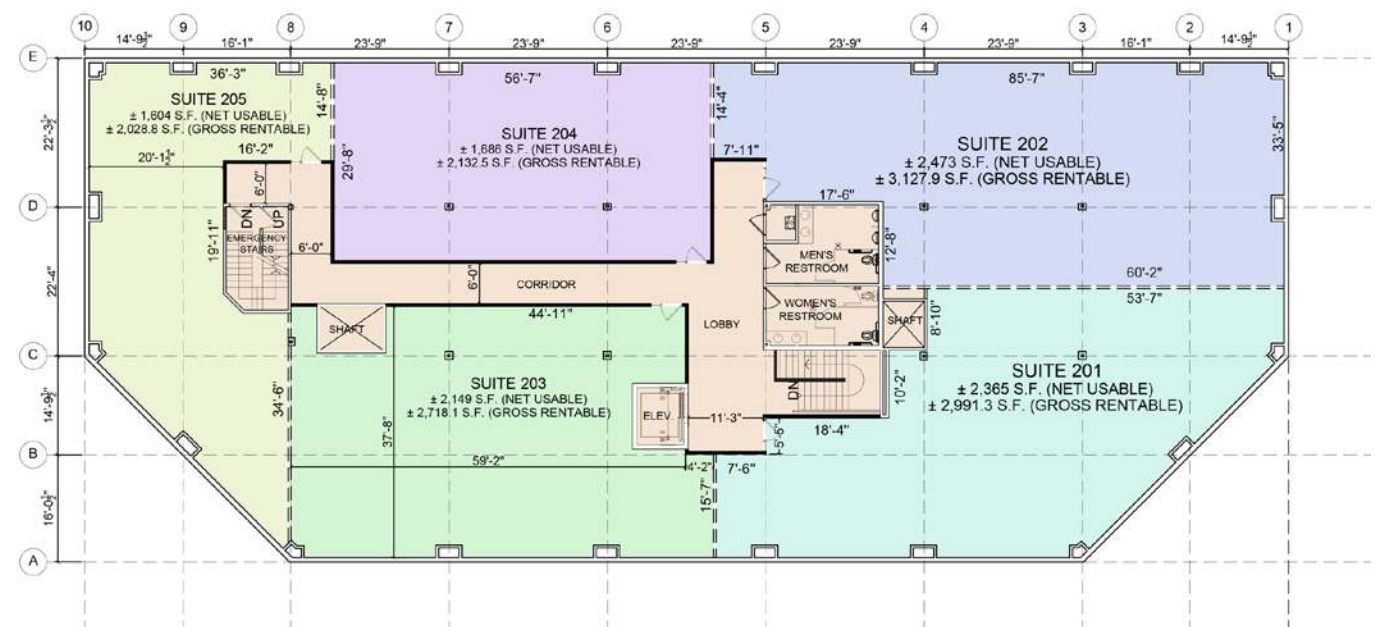 10 9 8 7 6 5 4 3 2 1
14'-9½" 16'-1" 23'-9" 23'-9" 23'-9" 23'-9" 23'-9" 16'-1" 14'-9½"
E
36'-3" 56'-7" 85'-7"
SUITE 205
± 1,604 S.F. (NET USABLE)
± 2,028.8 S.F. (GROSS RENTABLE)
14'-8"
14'-4"
33'-5"
22'-3½"
SUITE 204
± 1,686 S.F. (NET USABLE)
± 2,132.5 S.F. (GROSS RENTABLE)
SUITE 202
± 2,473 S.F. (NET USABLE)
± 3,127.9 S.F. (GROSS RENTABLE)
16'-2"
20'-1½"
29'-8"
7'-11"
6'-0"
17'-6"
D
DN
UP
EMERGENCY
STAIRS
19'-11"
6'-0"
12'-8"
MEN'S
RESTROOM
22'-4"
6'-0"
CORRIDOR
60'-2"
53'-7"
WOMEN'S
RESTROOM
44'-11"
LOBBY
SHAFT
SHAFT
8'-10"
C
SUITE 203
± 2,149 S.F. (NET USABLE)
± 2,718.1 S.F. (GROSS RENTABLE)
SUITE 201
± 2,365 S.F. (NET USABLE)
± 2,991.3 S.F. (GROSS RENTABLE)
DN
10'-2"
14'-9½"
34'-6"
37'-8"
ELEV.
11'-3"
5'-6"
18'-4"
B
59'-2"
4'-2"
7'-6"
15'-7"
16'-0½"
A